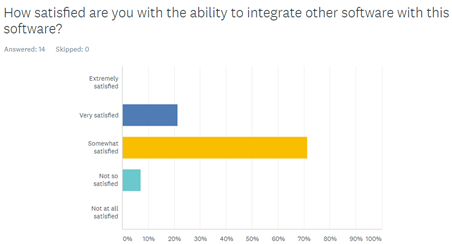 How satisfied are you with the ability to integrate other software with this
software?
Answered: 14 Skipped: 0
Extremely
satisfied
Very satisfied
Somewhat
satisfied
Not so
satisfied
Not at all
satisfied
0% 10% 20% 30% 40% 50% 60% 70% 80% 90% 100%